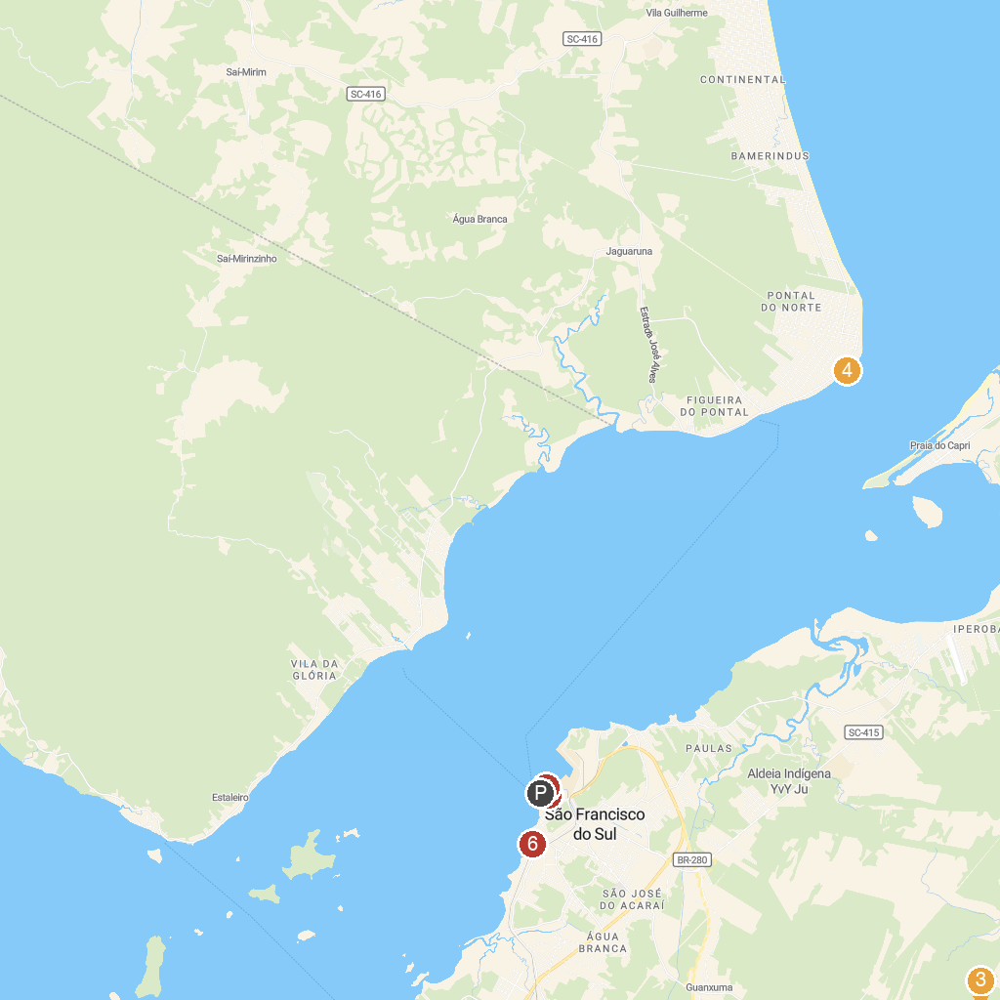 Vila Guilherme
SC-416
Saí-Mirim
CONTINENTAL
SC-416
BAMERINDUS
Água Branca
Jaguaruna
Saí-Mirinzinho
PONTAL
DO NORTE
Estrada José Alves
4
FIGUEIRA
DO PONTAL
Praia do Capri
IPEROBA
VILA DA
GLÓRIA
SC-415
PAULAS
Aldeia Indígena
YvY Ju
P
Estaleiro
São Francisco
do Sul
6
BR-280
SÃO JOSÉ
DO ACARAÍ
ÁGUA
BRANCA
3
Guanxuma